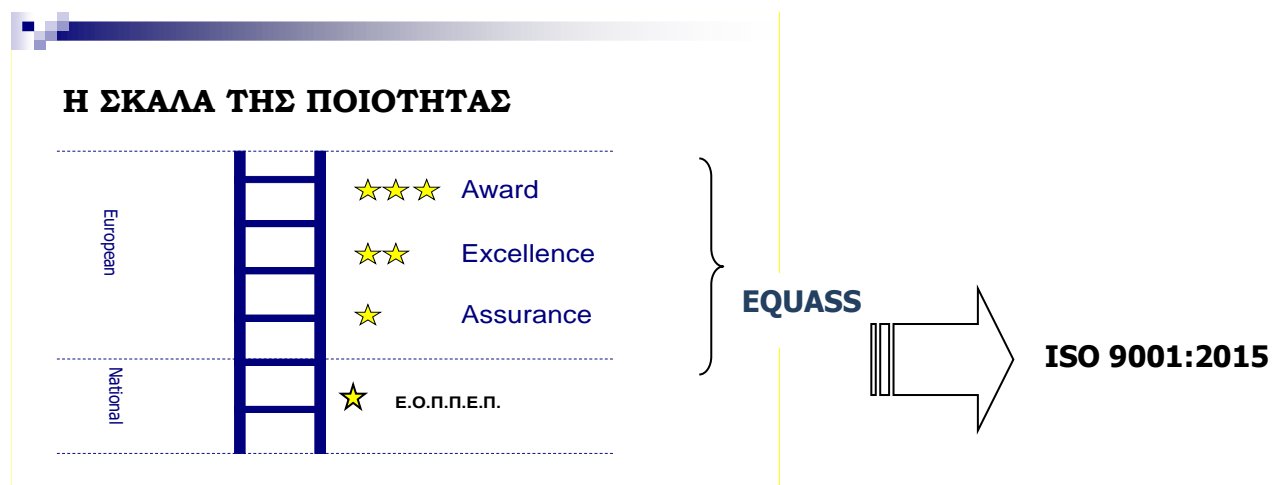 Η ΣΚΑΛΑ ΤΗΣ ΠΟΙΟΤΗΤΑΣ
European
Award
Excellence
Assurance
National
Ε.Ο.Π.Π.Ε.Π.
EQUASS
ISO 9001:2015